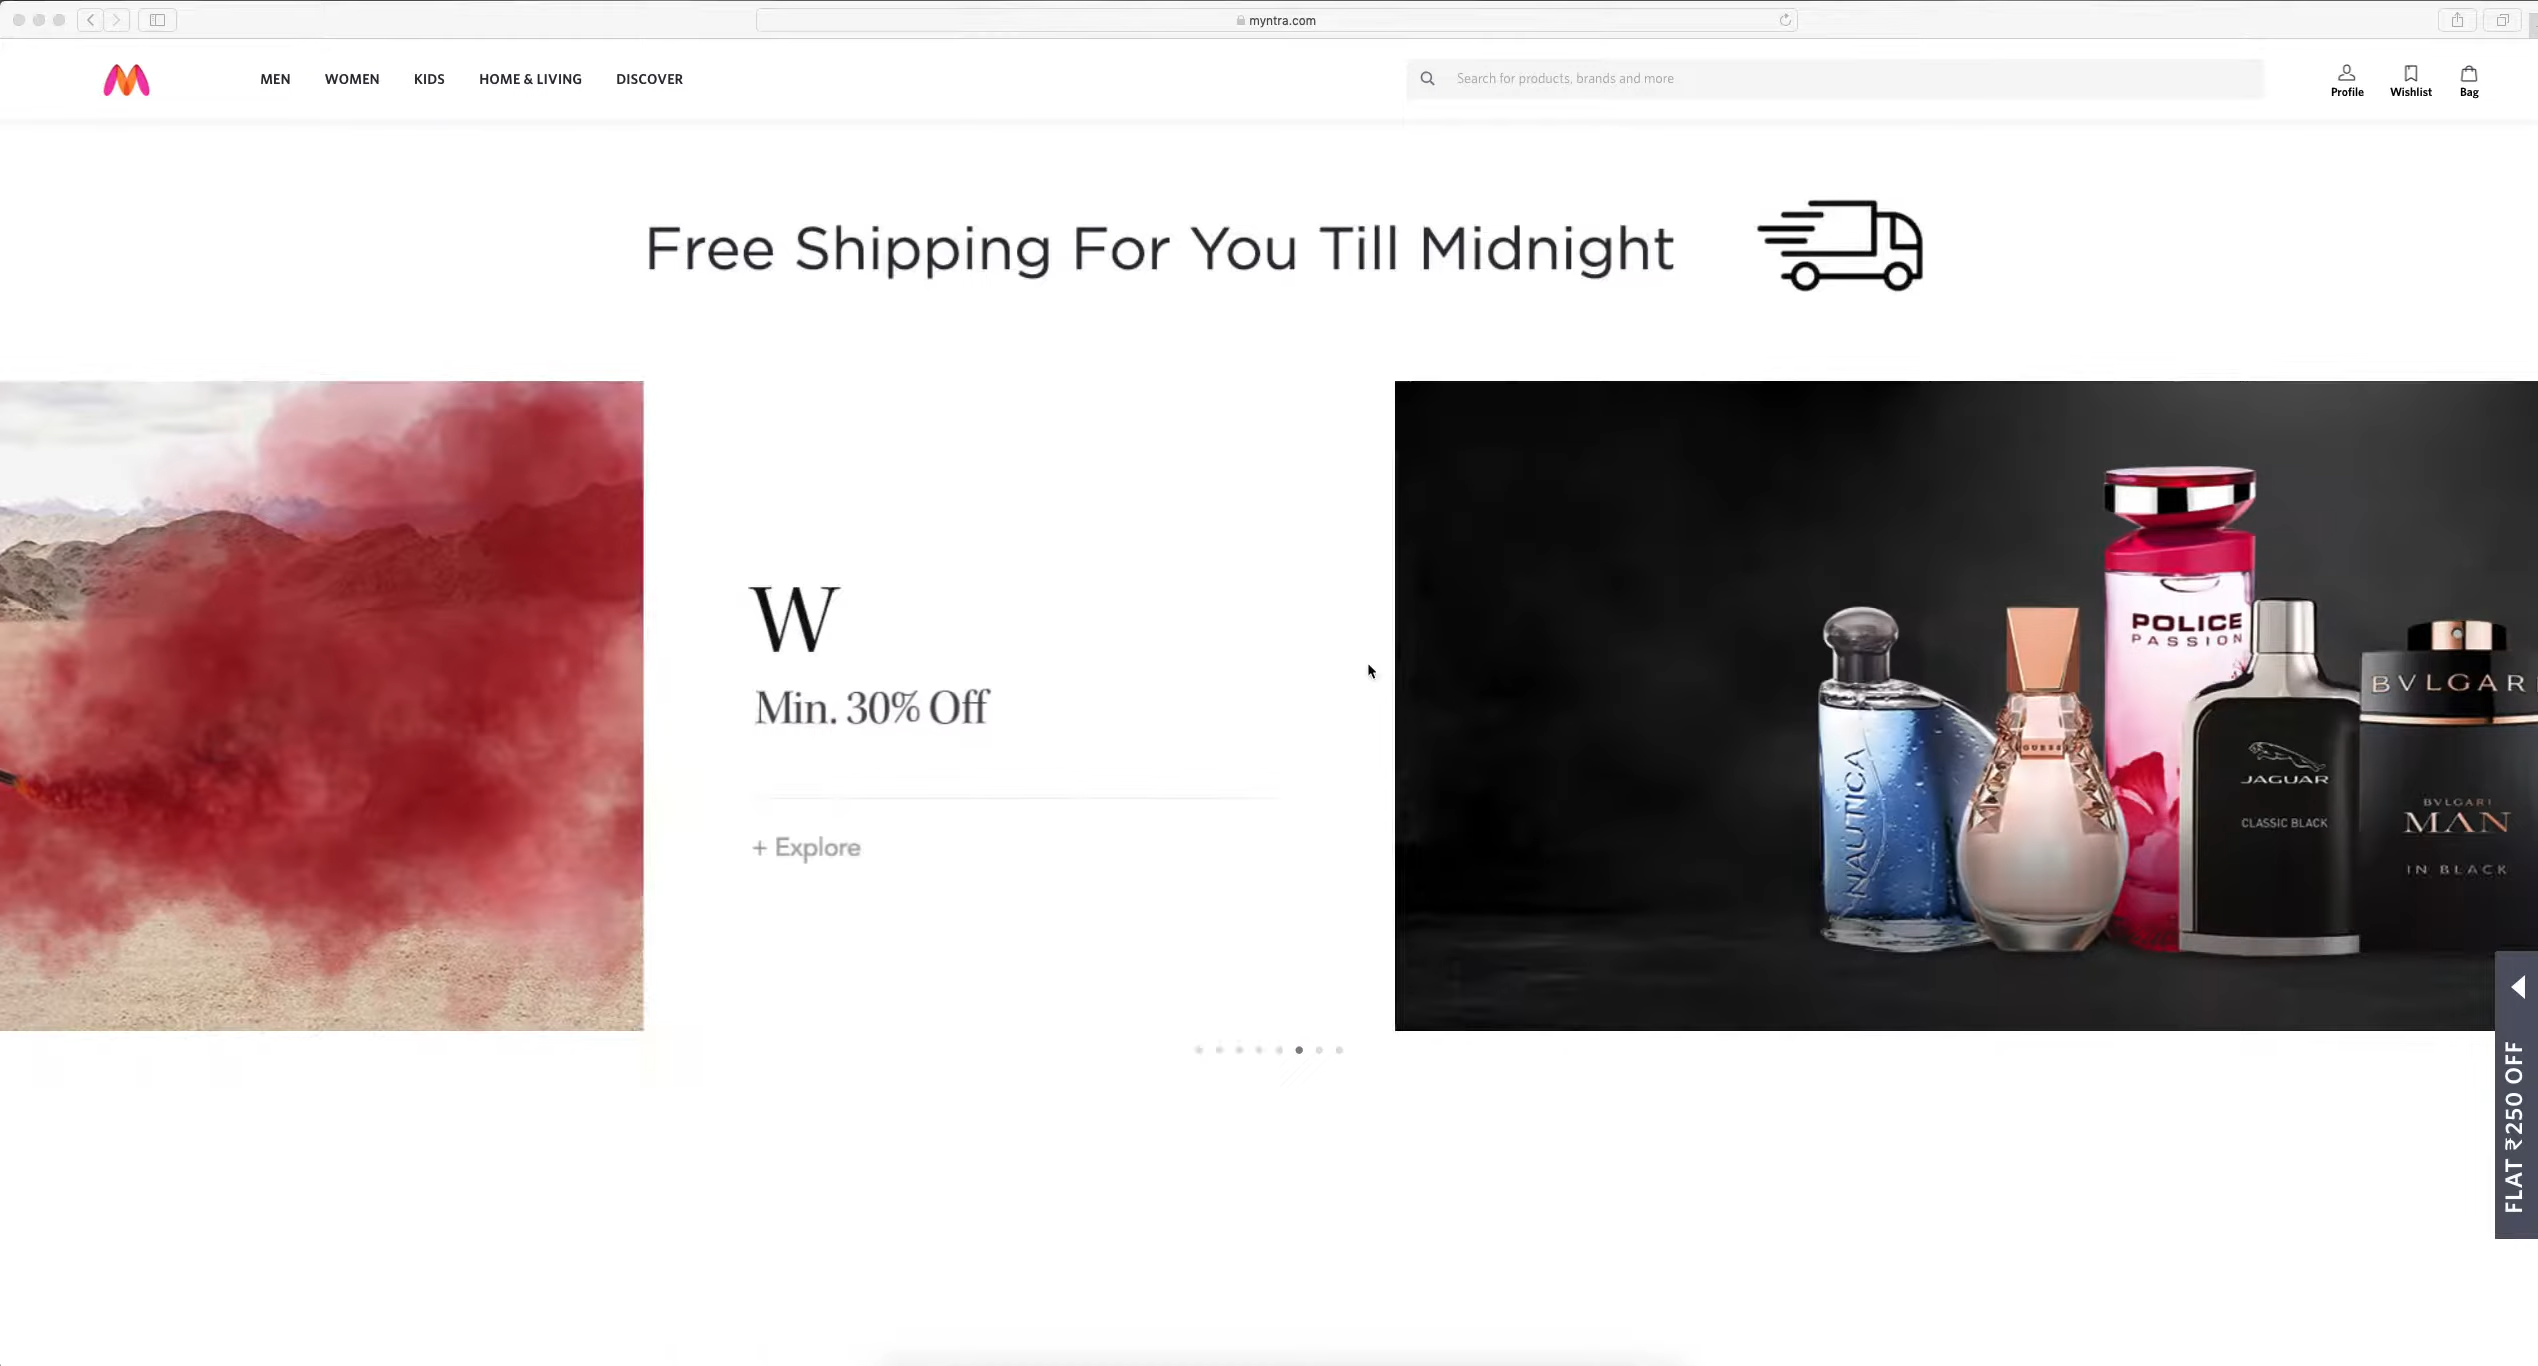 myntra.com
MEN WOMEN KIDS HOME & LIVING DISCOVER
Search for products, brands and more
Profile Wishlist Bag
Free Shipping For You Till Midnight
W
Min. 30% Off
+ Explore
POLICE
PASSION
NAUTICA
GUESS
JAGUAR
CLASSIC BLACK
BVLGARI
BVLGARI
MAN
IN BLACK
FLAT ₹250 OFF